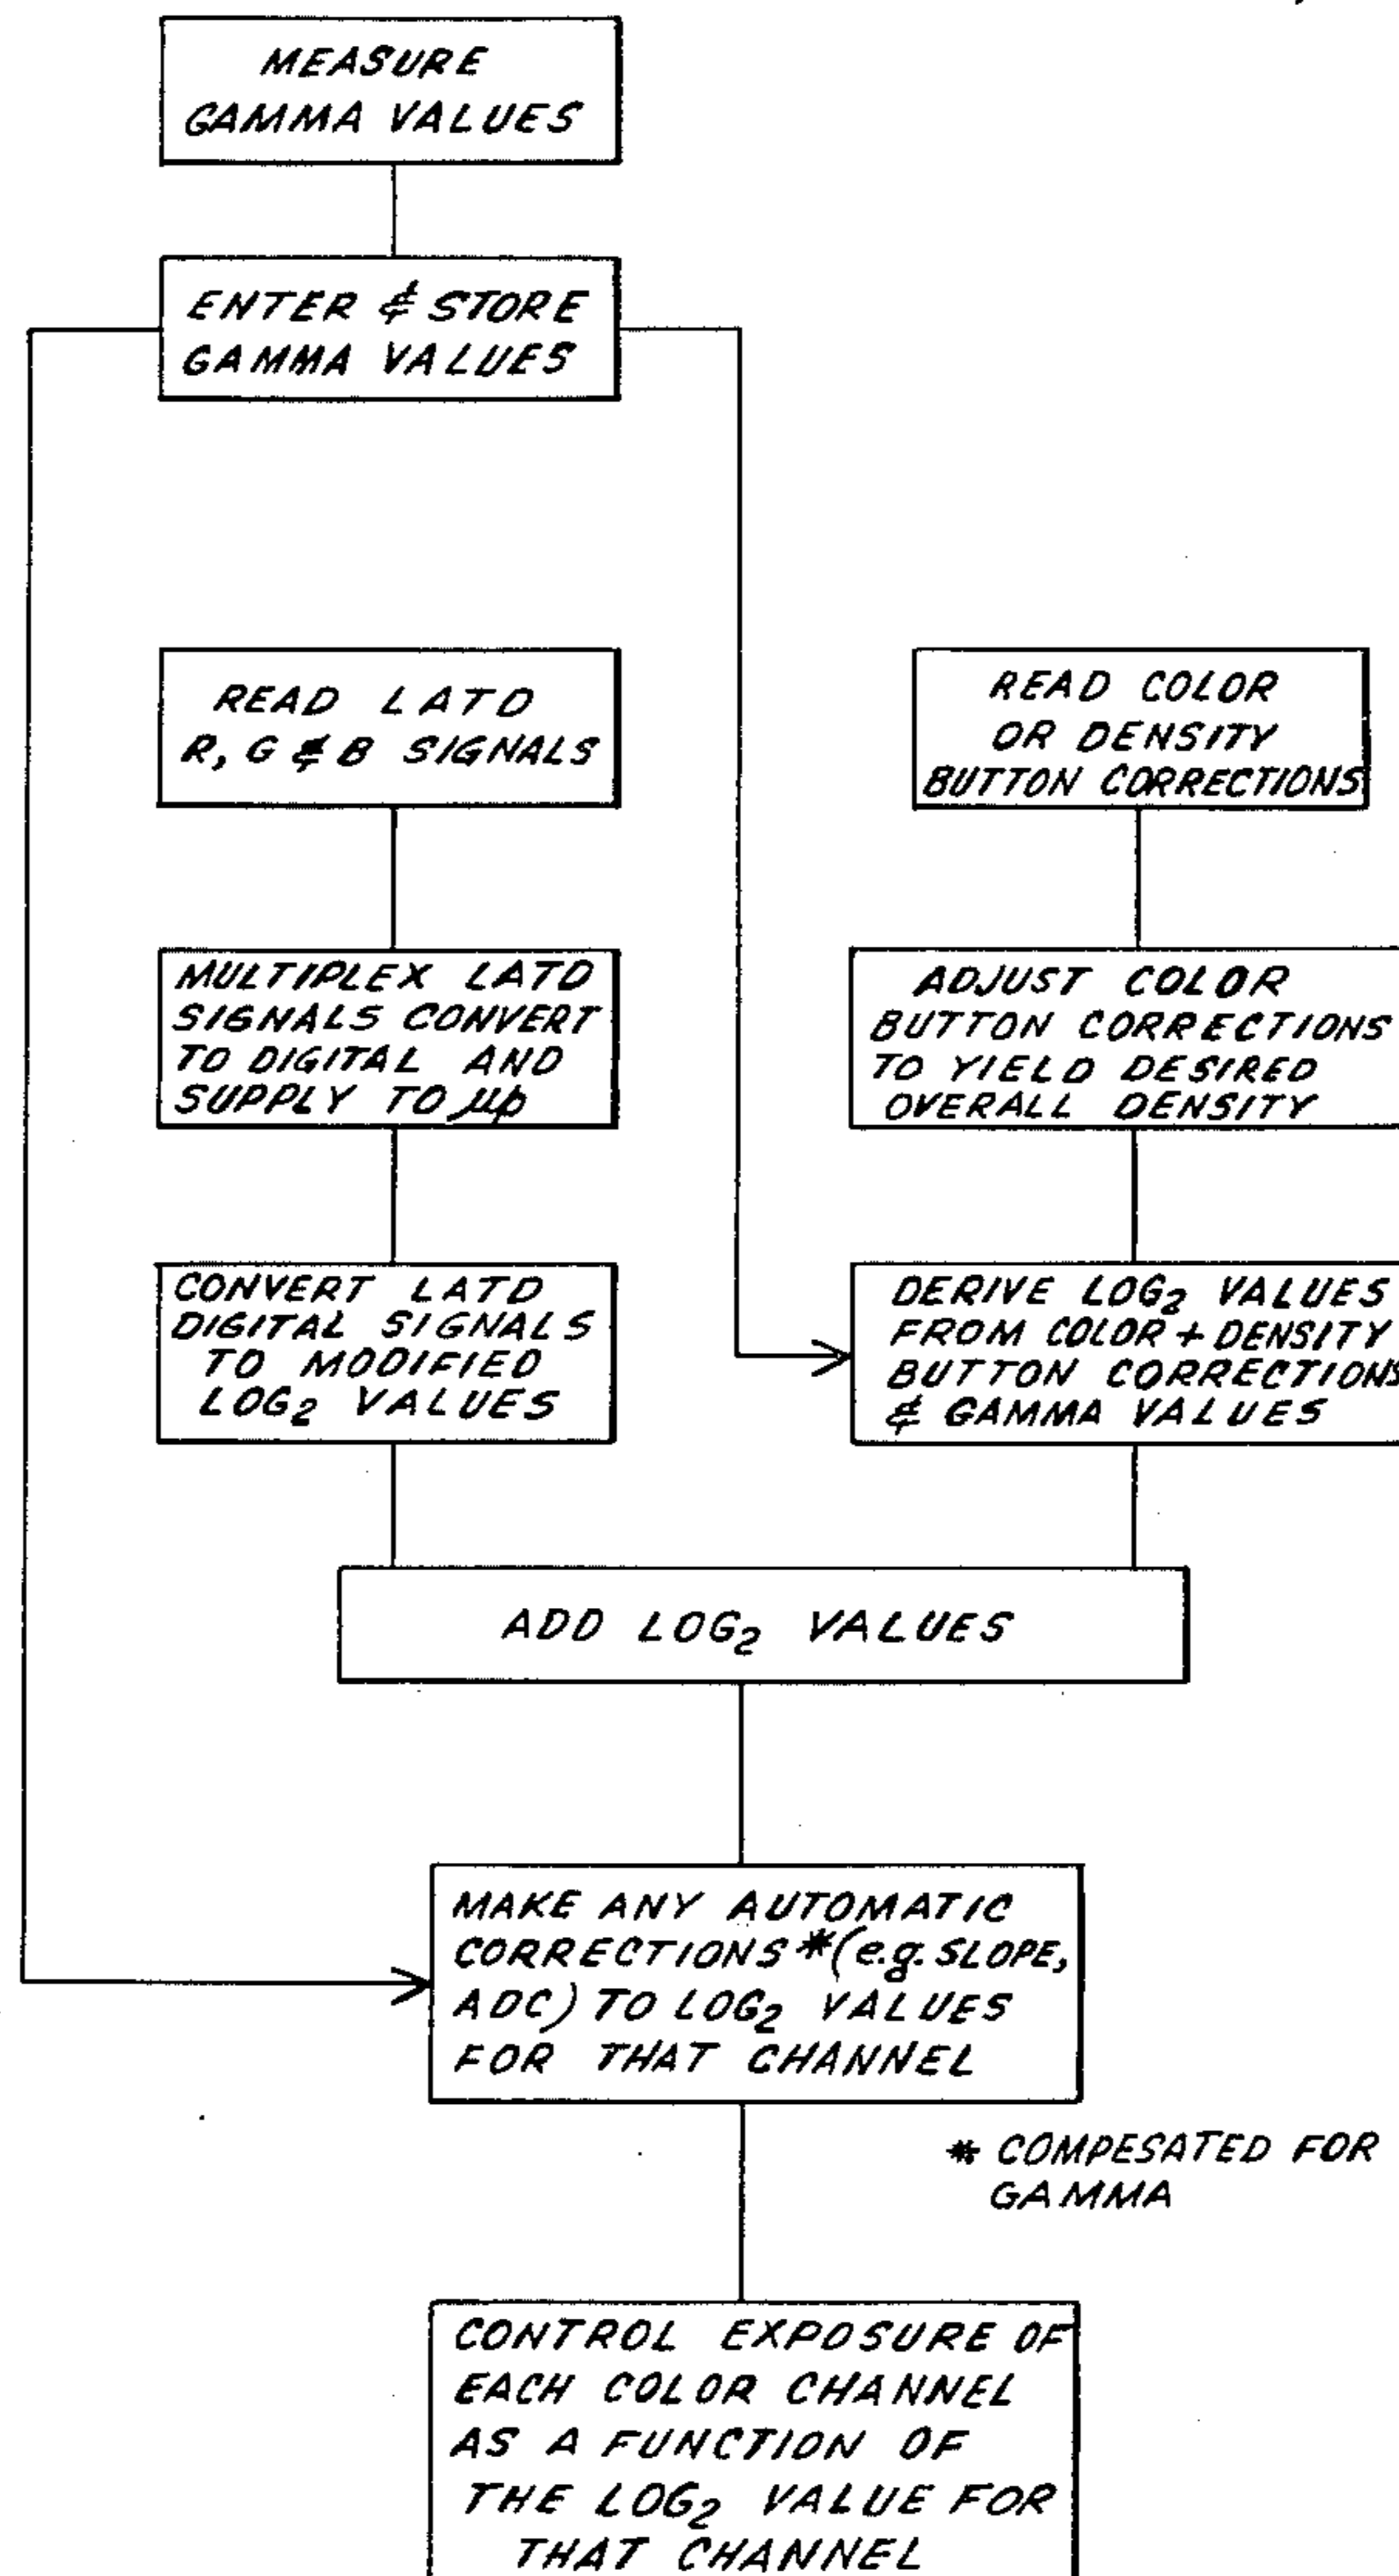 MEASURE
GAMMA VALUES
ENTER & STORE
GAMMA VALUES
READ LATD
R, G & B SIGNALS
READ COLOR
OR DENSITY
BUTTON CORRECTIONS
MULTIPLEX LATD
SIGNALS CONVERT
TO DIGITAL AND
SUPPLY TO μp
ADJUST COLOR
BUTTON CORRECTIONS
TO YIELD DESIRED
OVERALL DENSITY
CONVERT LATD
DIGITAL SIGNALS
TO MODIFIED
LOG₂ VALUES
DERIVE LOG₂ VALUES
FROM COLOR + DENSITY
BUTTON CORRECTIONS
& GAMMA VALUES
ADD LOG₂ VALUES
MAKE ANY AUTOMATIC
CORRECTIONS *(e.g. SLOPE,
ADC) TO LOG₂ VALUES
FOR THAT CHANNEL
* COMPESATED FOR
GAMMA
CONTROL EXPOSURE OF
EACH COLOR CHANNEL
AS A FUNCTION OF
THE LOG₂ VALUE FOR
THAT CHANNEL